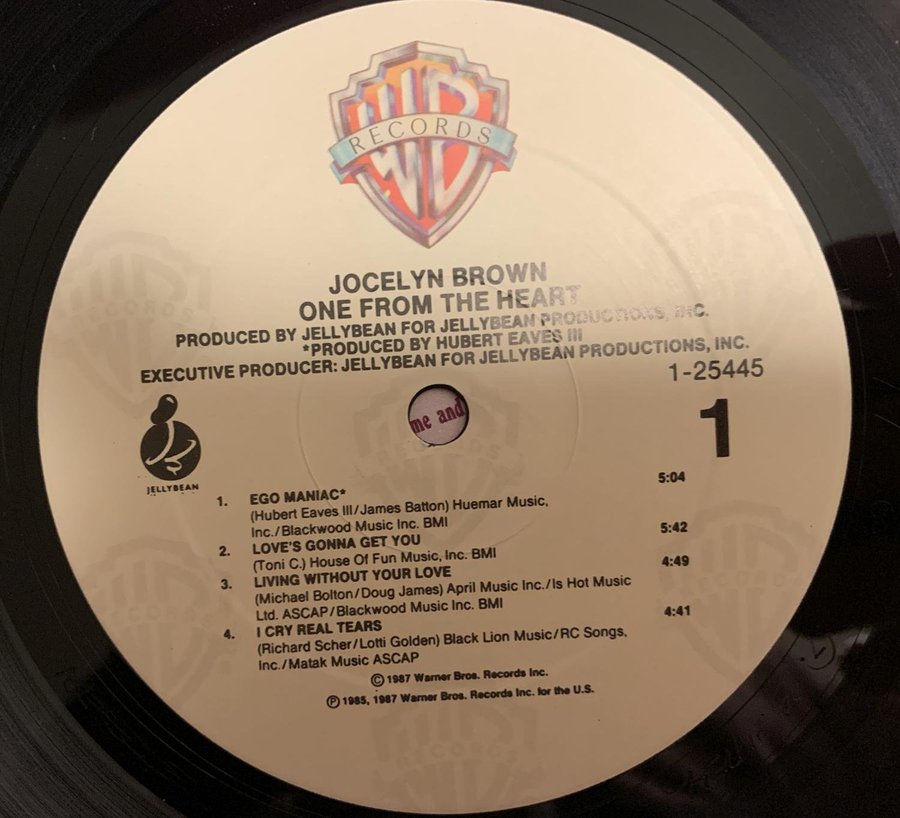 WB
RECORDS
JOCELYN BROWN
ONE FROM THE HEART
PRODUCED BY JELLYBEAN FOR JELLYBEAN PRODUCTIONS, INC.
*PRODUCED BY HUBERT EAVES III
EXECUTIVE PRODUCER: JELLYBEAN FOR JELLYBEAN PRODUCTIONS, INC.
1-25445
me and
1
JELLYBEAN
1. EGO MANIAC* 5:04
(Hubert Eaves III/James Batton) Huemar Music,
Inc./Blackwood Music Inc. BMI
2. LOVE'S GONNA GET YOU 5:42
(Toni C.) House Of Fun Music, Inc. BMI
3. LIVING WITHOUT YOUR LOVE 4:49
(Michael Bolton/Doug James) April Music Inc./Is Hot Music
Ltd. ASCAP/Blackwood Music Inc. BMI
4. I CRY REAL TEARS 4:41
(Richard Scher/Lotti Golden) Black Lion Music/RC Songs,
Inc./Matak Music ASCAP
© 1987 Warner Bros. Records Inc.
℗ 1985, 1987 Warner Bros. Records Inc. for the U.S.